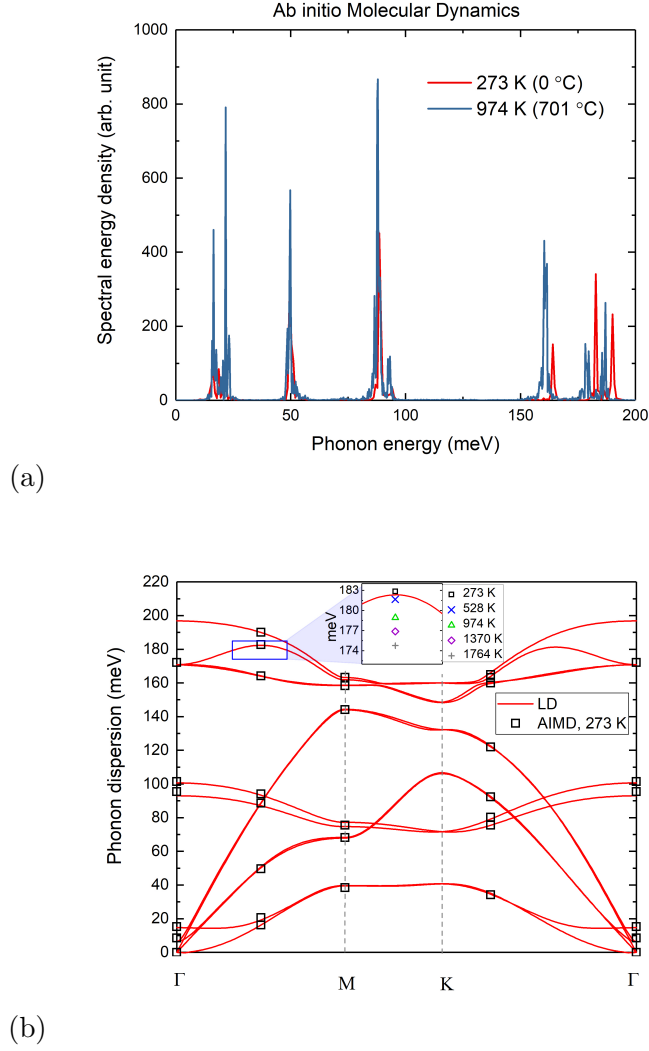 Ab initio Molecular Dynamics
1000
800
600
400
200
0
Spectral energy density (arb. unit)
273 K (0 °C)
974 K (701 °C)
0 50 100 150 200
Phonon energy (meV)
(a)
220
200
180
160
140
120
100
80
60
40
20
0
Phonon dispersion (meV)
183
180
177
174
meV
273 K
528 K
974 K
1370 K
1764 K
LD
AIMD, 273 K
Γ M K Γ
(b)